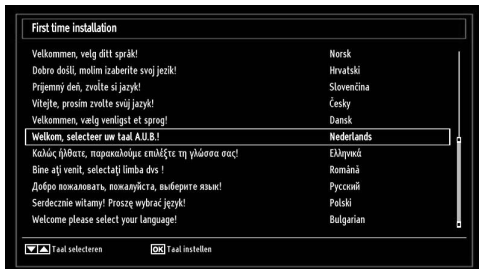 First time installation
Velkommen, velg ditt språk! Norsk
Dobro došli, molim izaberite svoj jezik! Hrvatski
Príjemný deň, zvoľte si jazyk! Slovenčina
Vítejte, prosím zvolte svůj jazyk! Česky
Velkommen, vælg venligst et sprog! Dansk
Welkom, selecteer uw taal A.U.B.! Nederlands
Καλώς ήλθατε, παρακαλούμε επιλέξτε τη γλώσσα σας! Ελληνικά
Bine aţi venit, selectaţi limba dvs ! Română
Добро пожаловать, пожалуйста, выберите язык! Русский
Serdecznie witamy! Proszę wybrać język! Polski
Welcome please select your language! Bulgarian
Taal selecteren OK Taal instellen